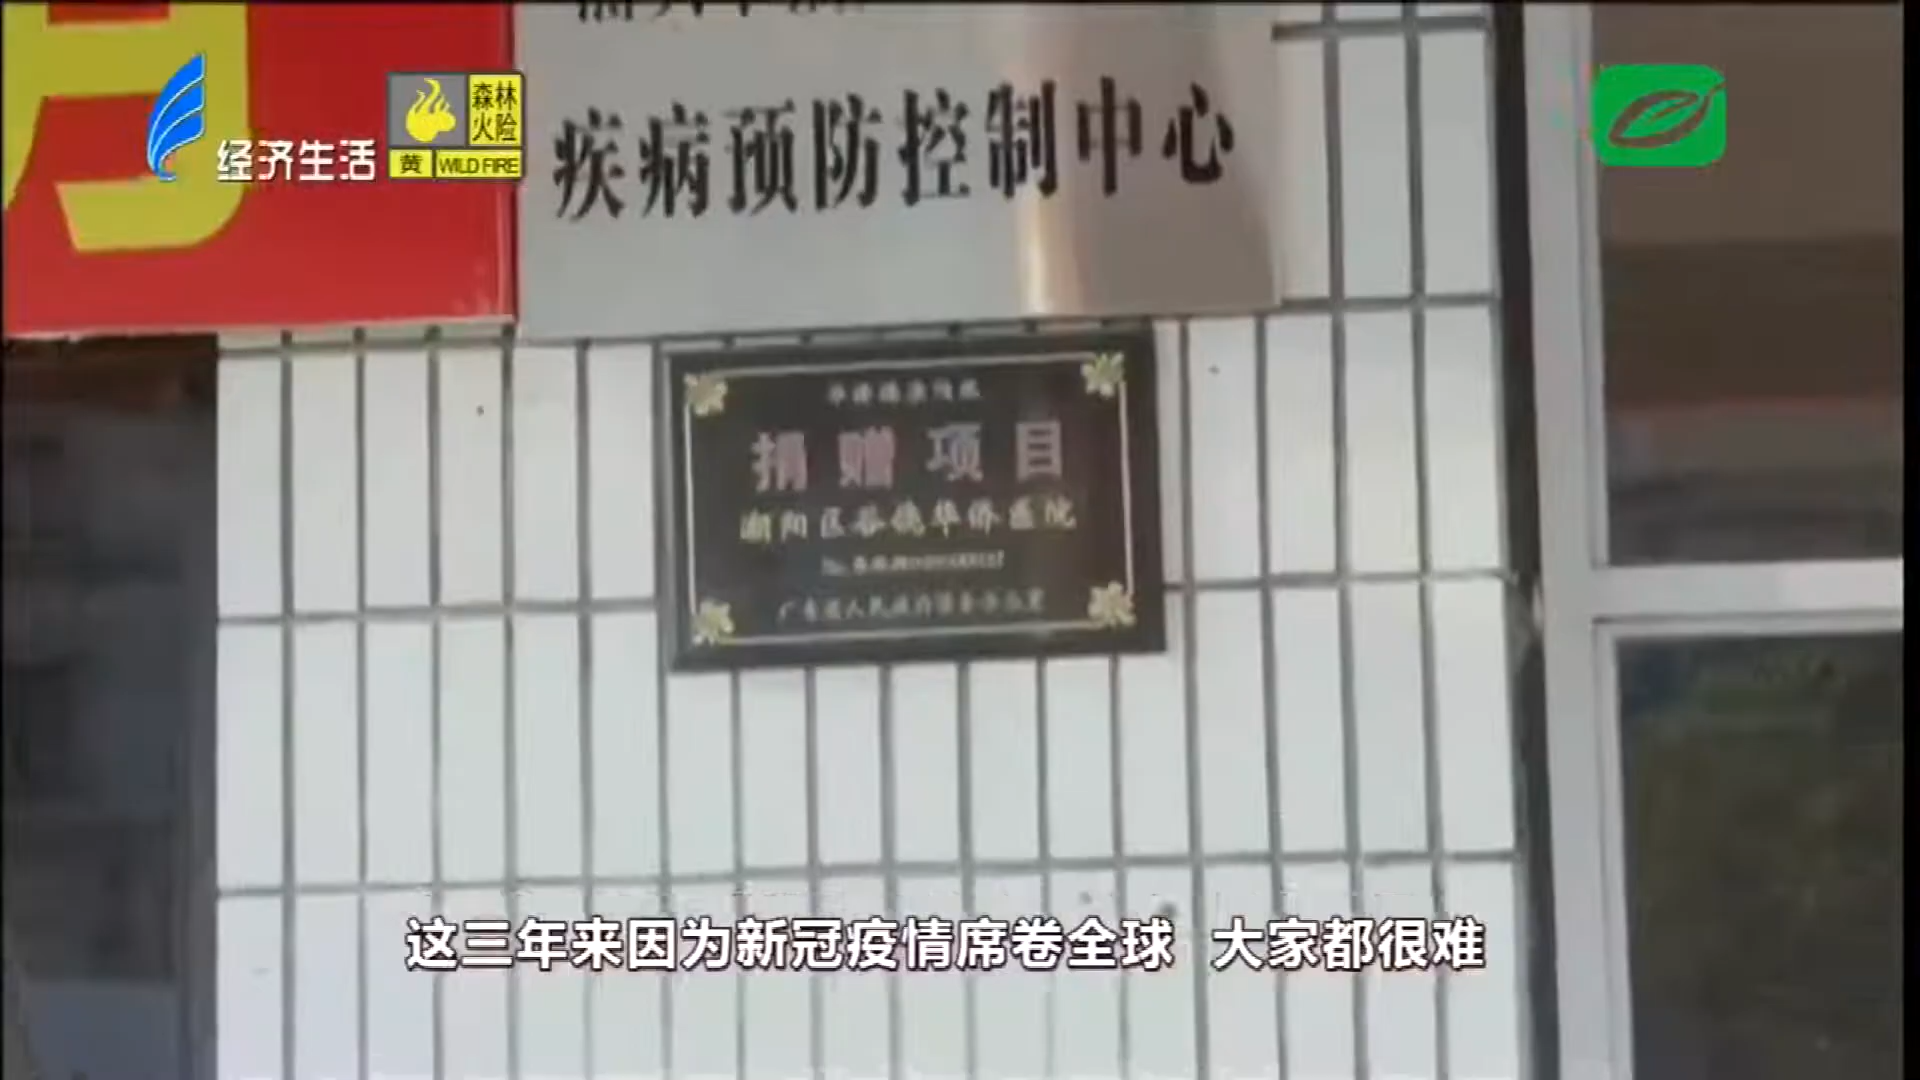 经济生活
森林
火险
黄 WILD FIRE
疾病预防控制中心
捐赠项目
潮阳区谷饶华侨医院
这三年来因为新冠疫情席卷全球 大家都很难